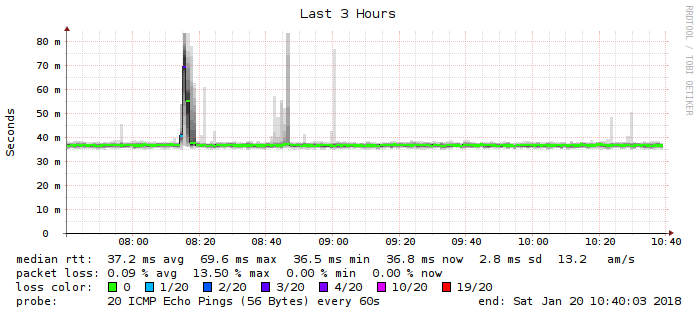 Last 3 Hours
RRDTOOL / TOBI OETIKER
Seconds
80 m
70 m
60 m
50 m
40 m
30 m
20 m
10 m
0
08:00 08:20 08:40 09:00 09:20 09:40 10:00 10:20 10:40
median rtt: 37.2 ms avg 69.6 ms max 36.5 ms min 36.8 ms now 2.8 ms sd 13.2 am/s
packet loss: 0.09 % avg 13.50 % max 0.00 % min 0.00 % now
loss color: 0 1/20 2/20 3/20 4/20 10/20 19/20
probe: 20 ICMP Echo Pings (56 Bytes) every 60s end: Sat Jan 20 10:40:03 2018